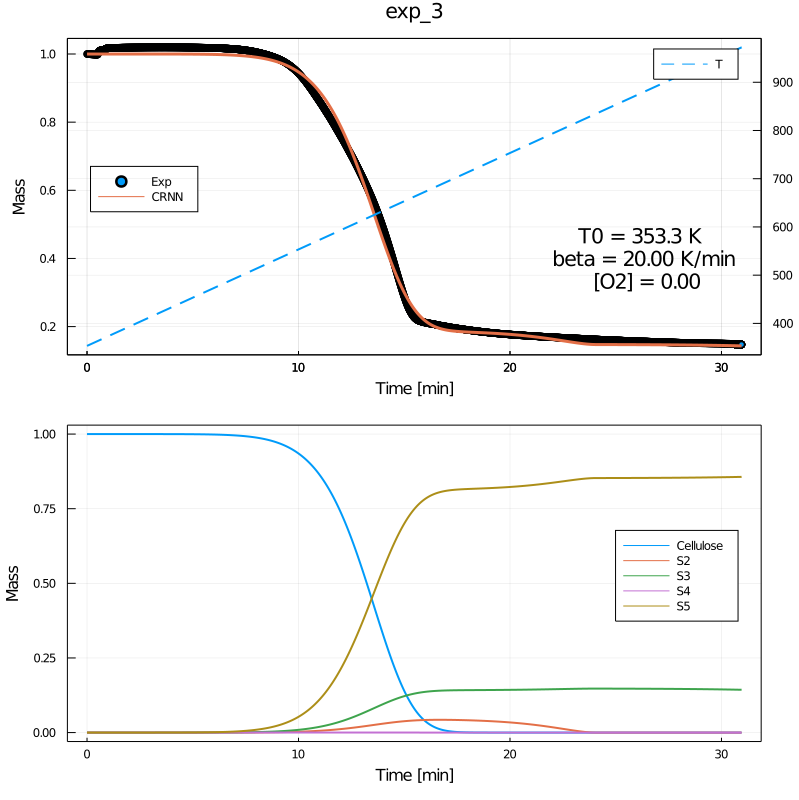 exp_3
1.0
0.8
0.6
0.4
0.2
Mass
900
800
700
600
500
400
T
Exp
CRNN
T0 = 353.3 K
beta = 20.00 K/min
[O2] = 0.00
0 10 20 30
Time [min]
1.00
0.75
0.50
0.25
0.00
Mass
Cellulose
S2
S3
S4
S5
0 10 20 30
Time [min]